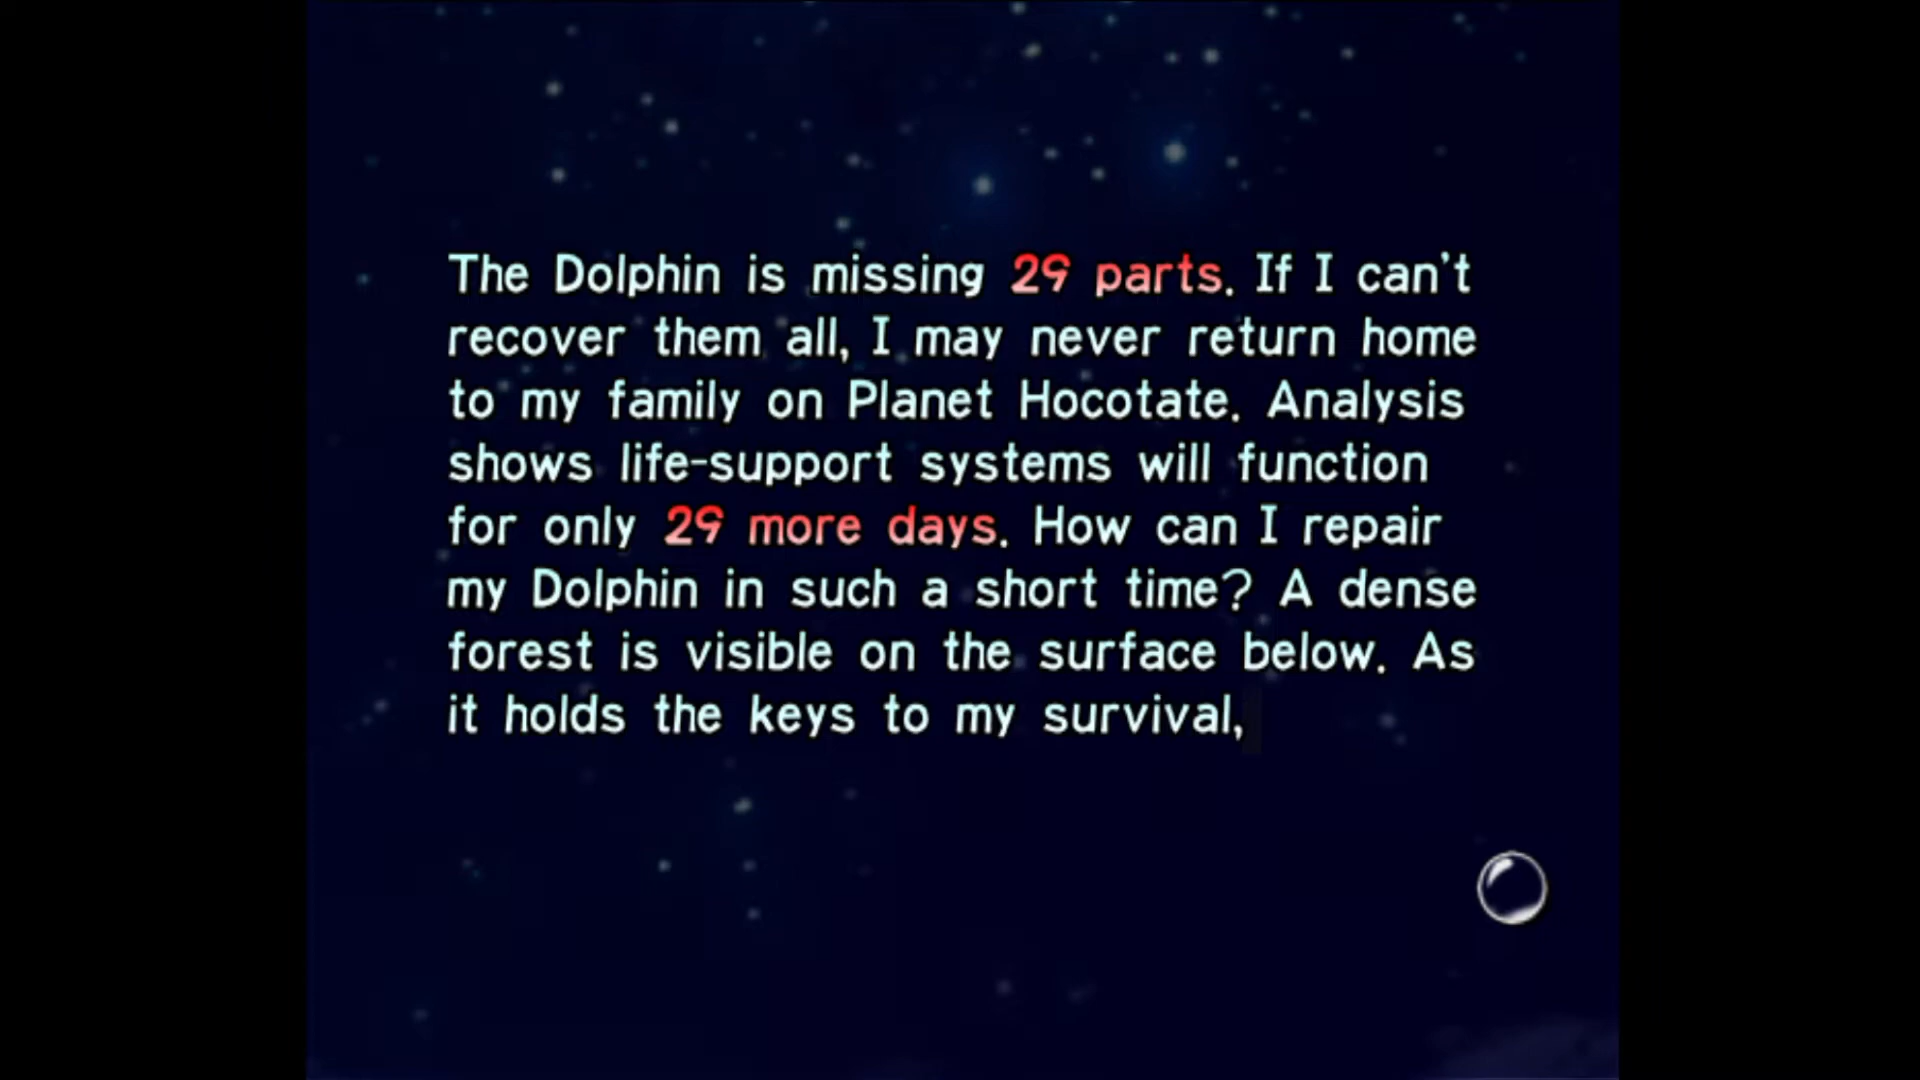 The Dolphin is missing 29 parts. If I can't
recover them all, I may never return home
to my family on Planet Hocotate. Analysis
shows life-support systems will function
for only 29 more days. How can I repair
my Dolphin in such a short time? A dense
forest is visible on the surface below. As
it holds the keys to my survival,